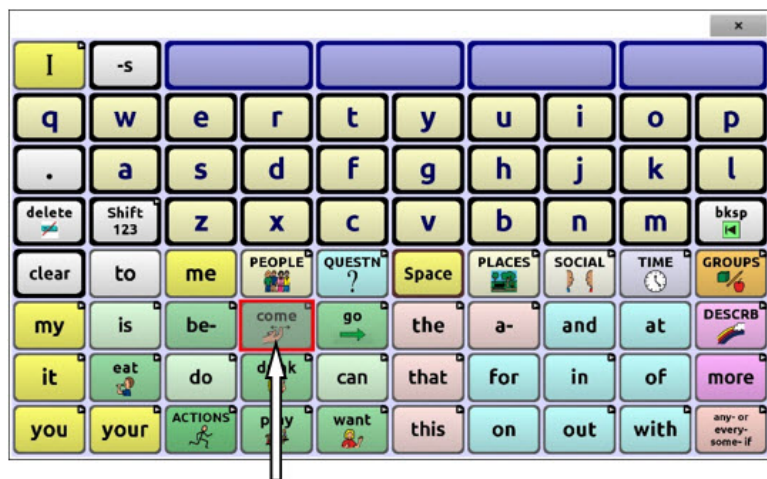 ×
I -s
q w e r t y u i o p
. a s d f g h j k l
delete Shift 123 z x c v b n m bksp
clear to me PEOPLE QUESTN ? Space PLACES SOCIAL TIME GROUPS
my is be- come go the a- and at DESCRB
it eat do can that for in of more
you your ACTIONS want this on out with any- or every- some- if